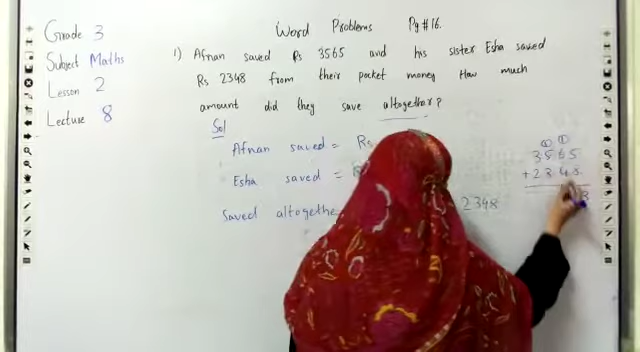 Grade 3
Subject Maths
Lesson 2
Lecture 8
Word Problems Pg#16.
1) Afnan saved Rs 3565 and his sister Esha saved
Rs 2348 from their pocket money How much
amount did they save altogether?
Sol
Afnan saved = Rs
Esha saved =
Saved altogether 2348
1 1
3565
+ 2348
3